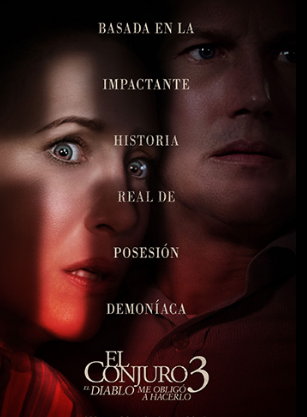 BASADA EN LA
IMPACTANTE
HISTORIA
REAL DE
POSESIÓN
DEMONÍACA
EL
CONJURO 3
EL DIABLO ME OBLIGÓ
A HACERLO